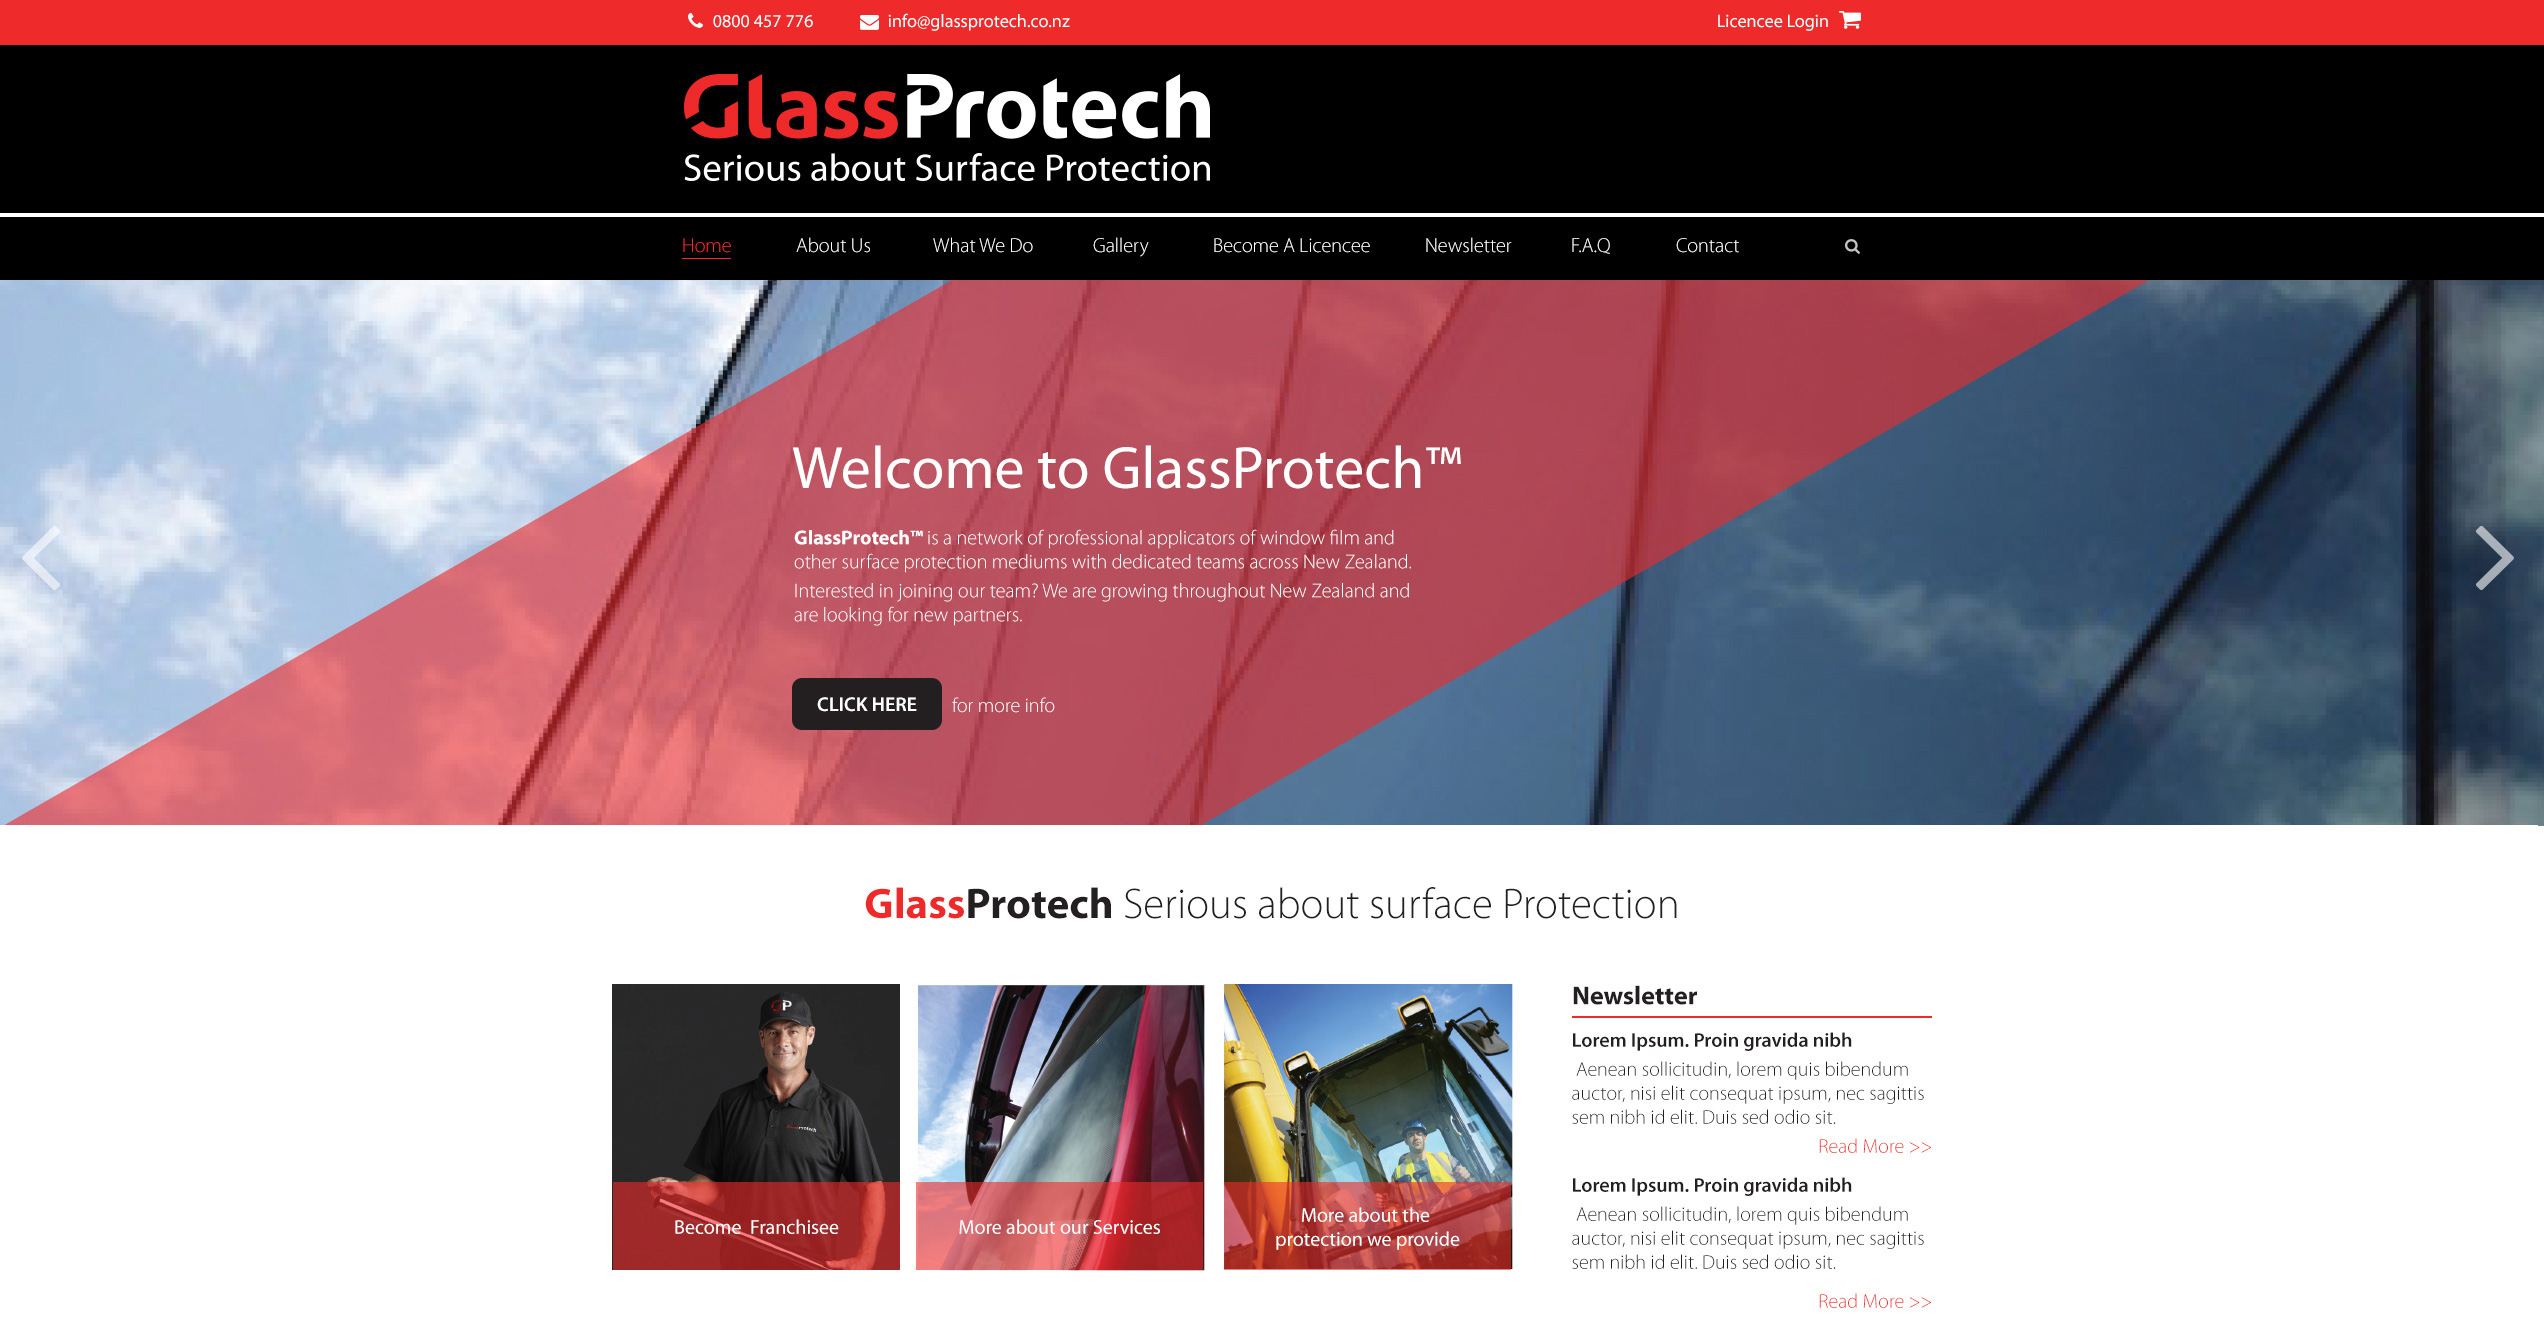 0800 457 776
info@glassprotech.co.nz
Licencee Login
GlassProtech
Serious about Surface Protection
Home
About Us
What We Do
Gallery
Become A Licencee
Newsletter
F.A.Q
Contact
Welcome to GlassProtech™
GlassProtech™ is a network of professional applicators of window film and
other surface protection mediums with dedicated teams across New Zealand.
Interested in joining our team? We are growing throughout New Zealand and
are looking for new partners.
CLICK HERE for more info
GlassProtech Serious about surface Protection
GP
Become Franchisee
More about our Services
More about the
protection we provide
Newsletter
Lorem Ipsum. Proin gravida nibh
Aenean sollicitudin, lorem quis bibendum
auctor, nisi elit consequat ipsum, nec sagittis
sem nibh id elit. Duis sed odio sit.
Read More >>
Lorem Ipsum. Proin gravida nibh
Aenean sollicitudin, lorem quis bibendum
auctor, nisi elit consequat ipsum, nec sagittis
sem nibh id elit. Duis sed odio sit.
Read More >>